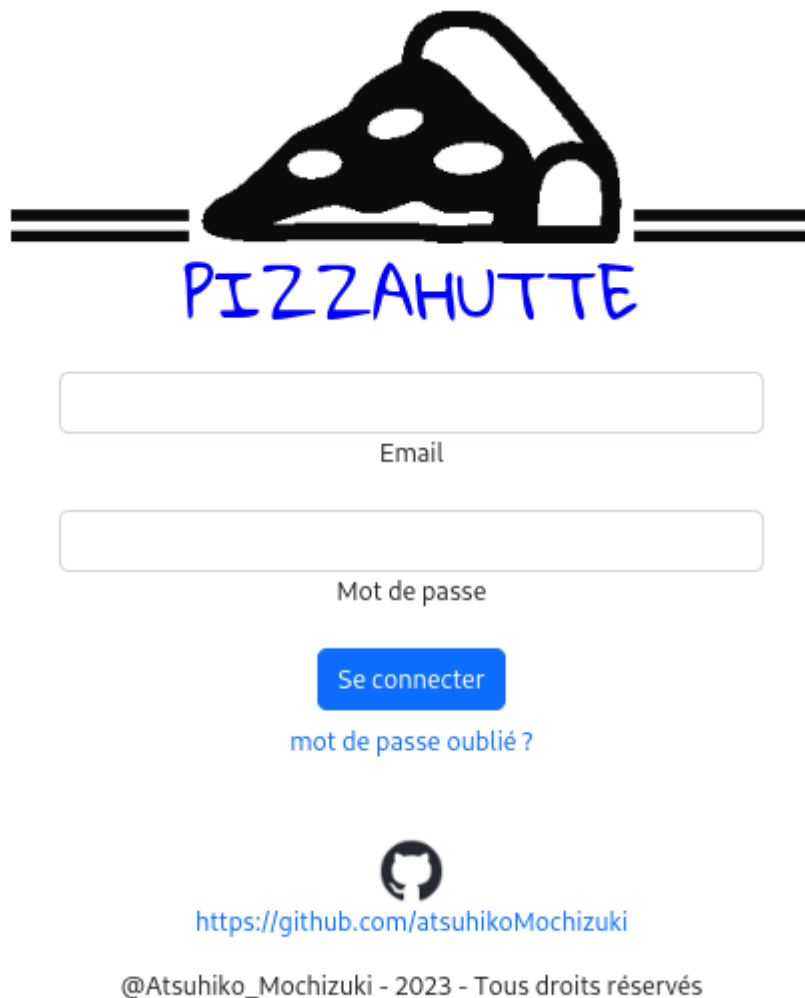 PIZZAHUTTE
Email
Mot de passe
Se connecter
mot de passe oublié ?
https://github.com/atsuhikoMochizuki
@Atsuhiko_Mochizuki - 2023 - Tous droits réservés